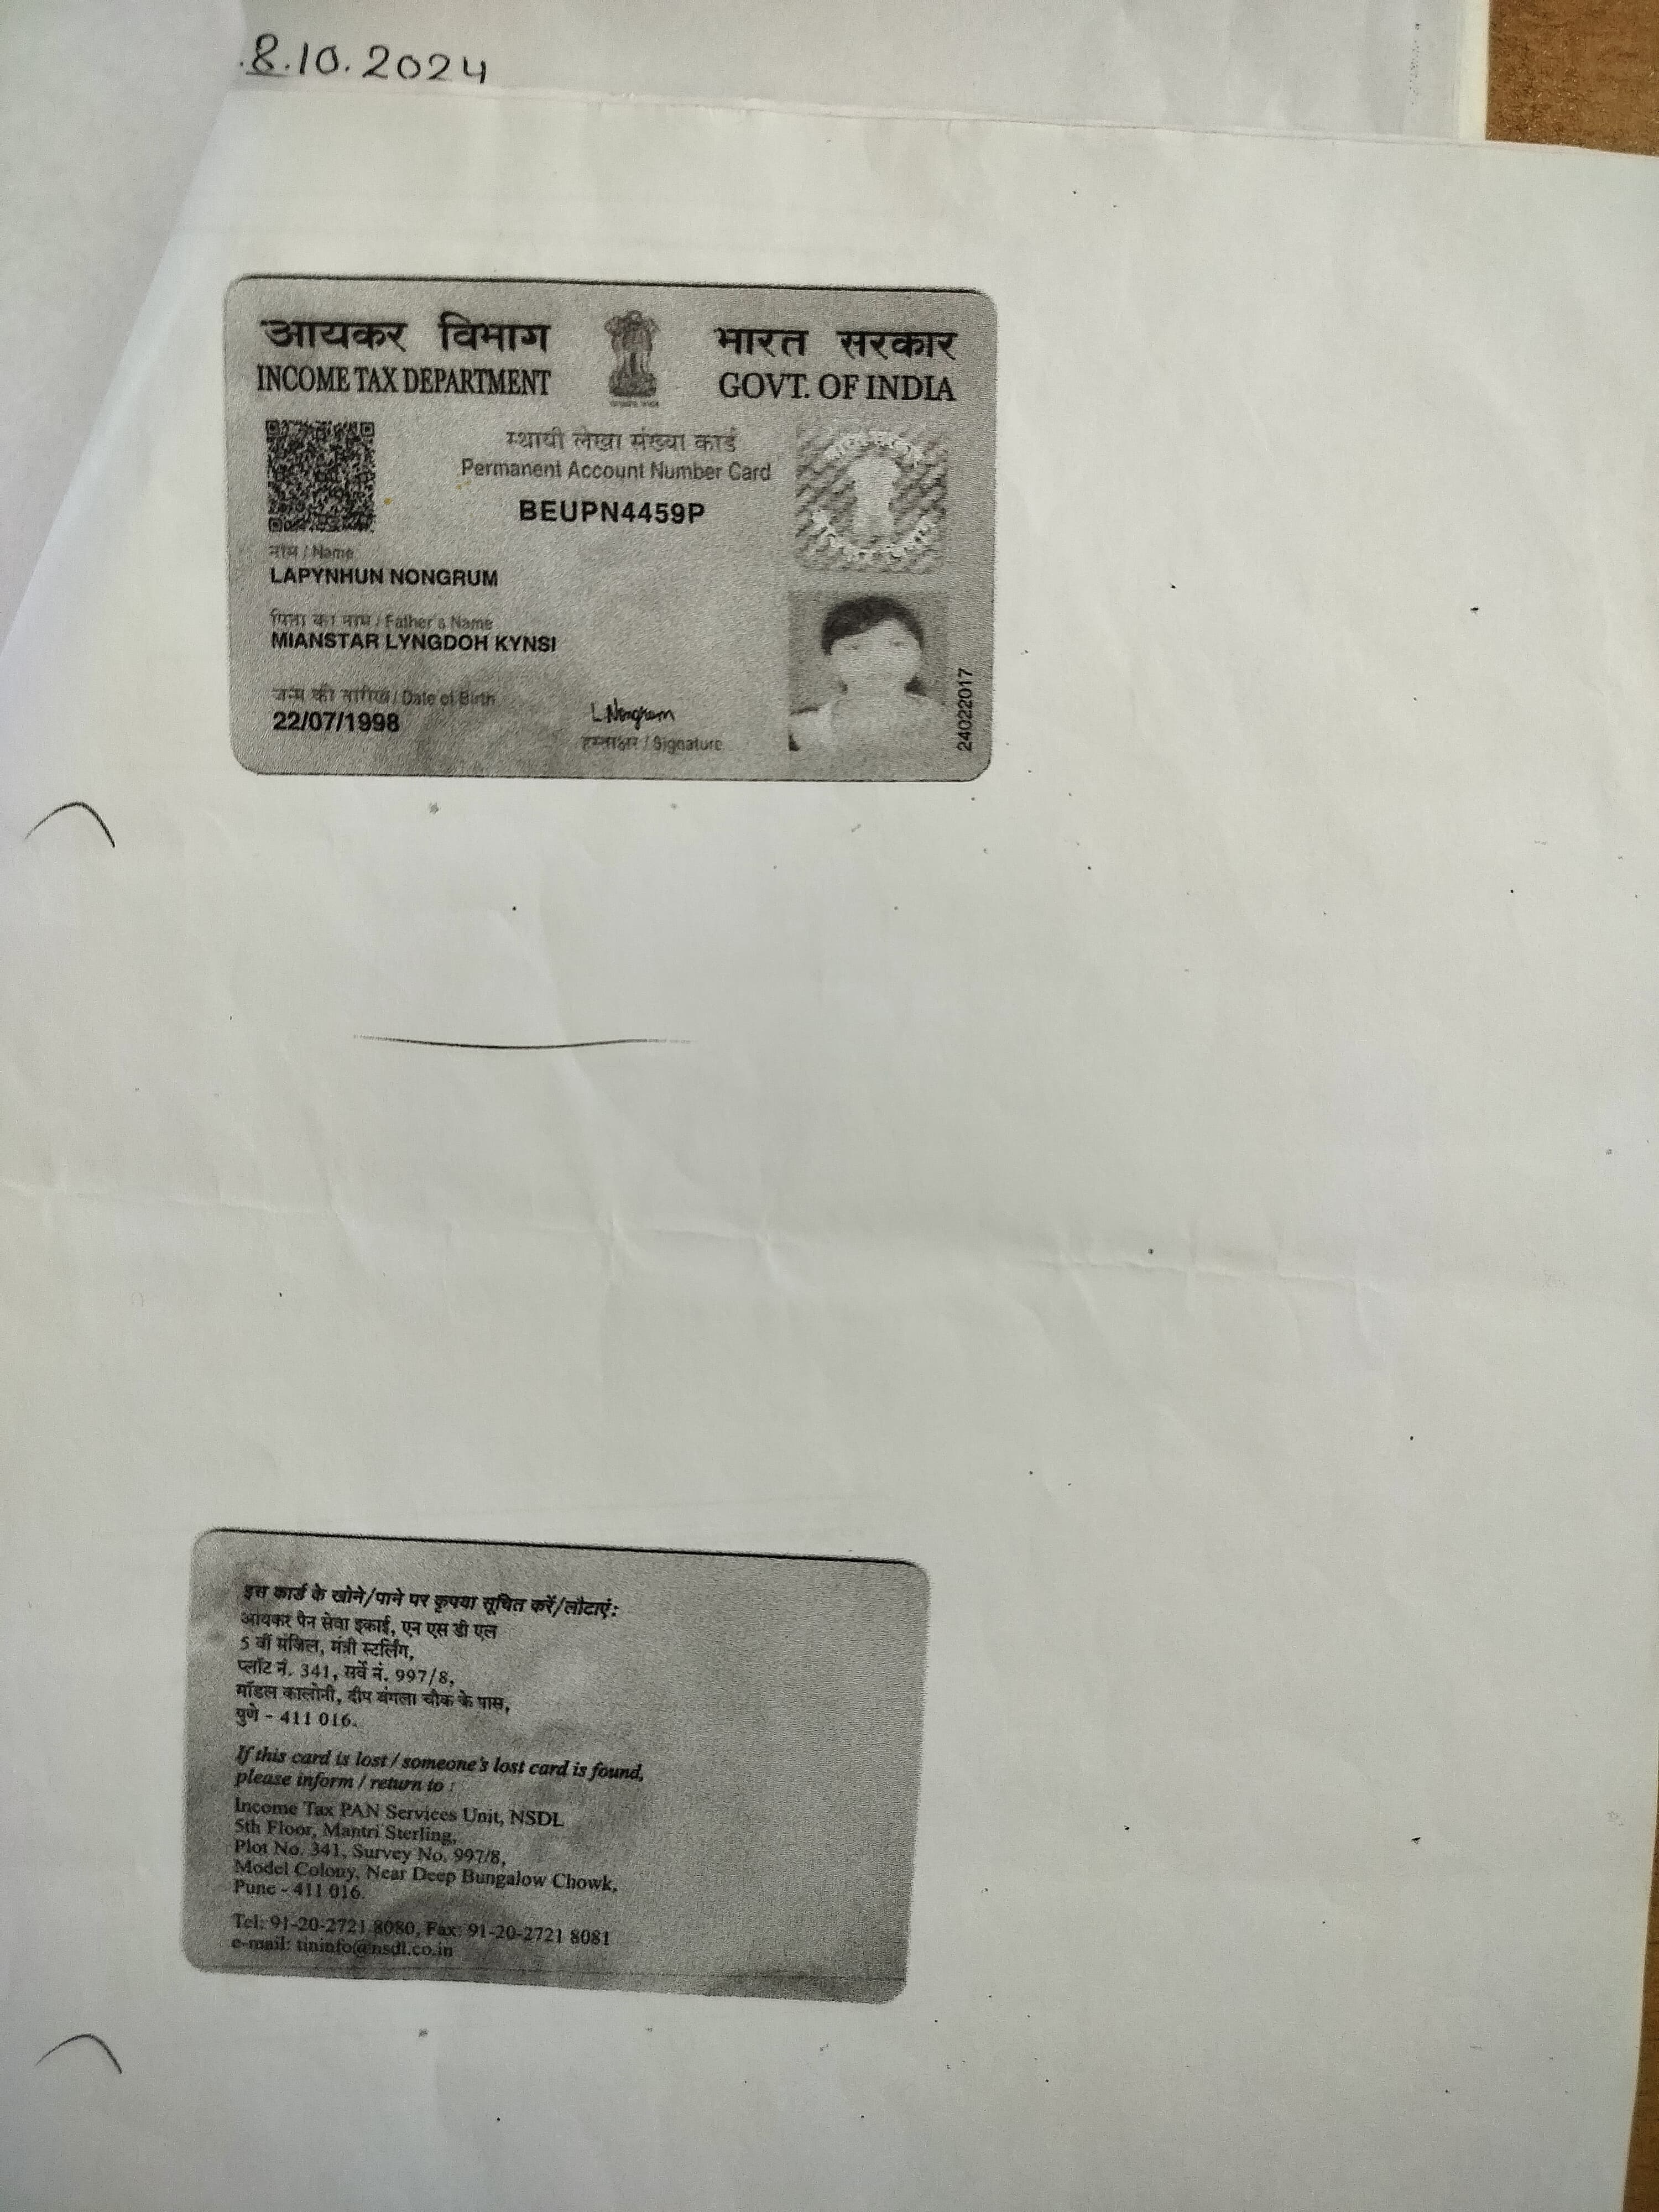 .8.10.2024
आयकर विभाग
INCOME TAX DEPARTMENT
भारत सरकार
GOVT. OF INDIA
स्थायी लेखा संख्या कार्ड
Permanent Account Number Card
BEUPN4459P
नाम / Name
LAPYNHUN NONGRUM
पिता का नाम / Father's Name
MIANSTAR LYNGDOH KYNSI
जन्म की तारीख / Date of Birth
22/07/1998
L.Nongrum
हस्ताक्षर / Signature
24022017
इस कार्ड के खोने/पाने पर कृपया सूचित करें/लौटाएं:
आयकर पैन सेवा इकाई, एन एस डी एल
5 वीं मंजिल, मंत्री स्टर्लिंग,
प्लॉट नं. 341, सर्वे नं. 997/8,
मॉडल कालोनी, दीप बंगला चौक के पास,
पुणे - 411 016.
If this card is lost / someone's lost card is found,
please inform / return to :
Income Tax PAN Services Unit, NSDL
5th Floor, Mantri Sterling,
Plot No. 341, Survey No. 997/8,
Model Colony, Near Deep Bungalow Chowk,
Pune - 411 016.
Tel: 91-20-2721 8080, Fax: 91-20-2721 8081
e-mail: tininfo@nsdl.co.in